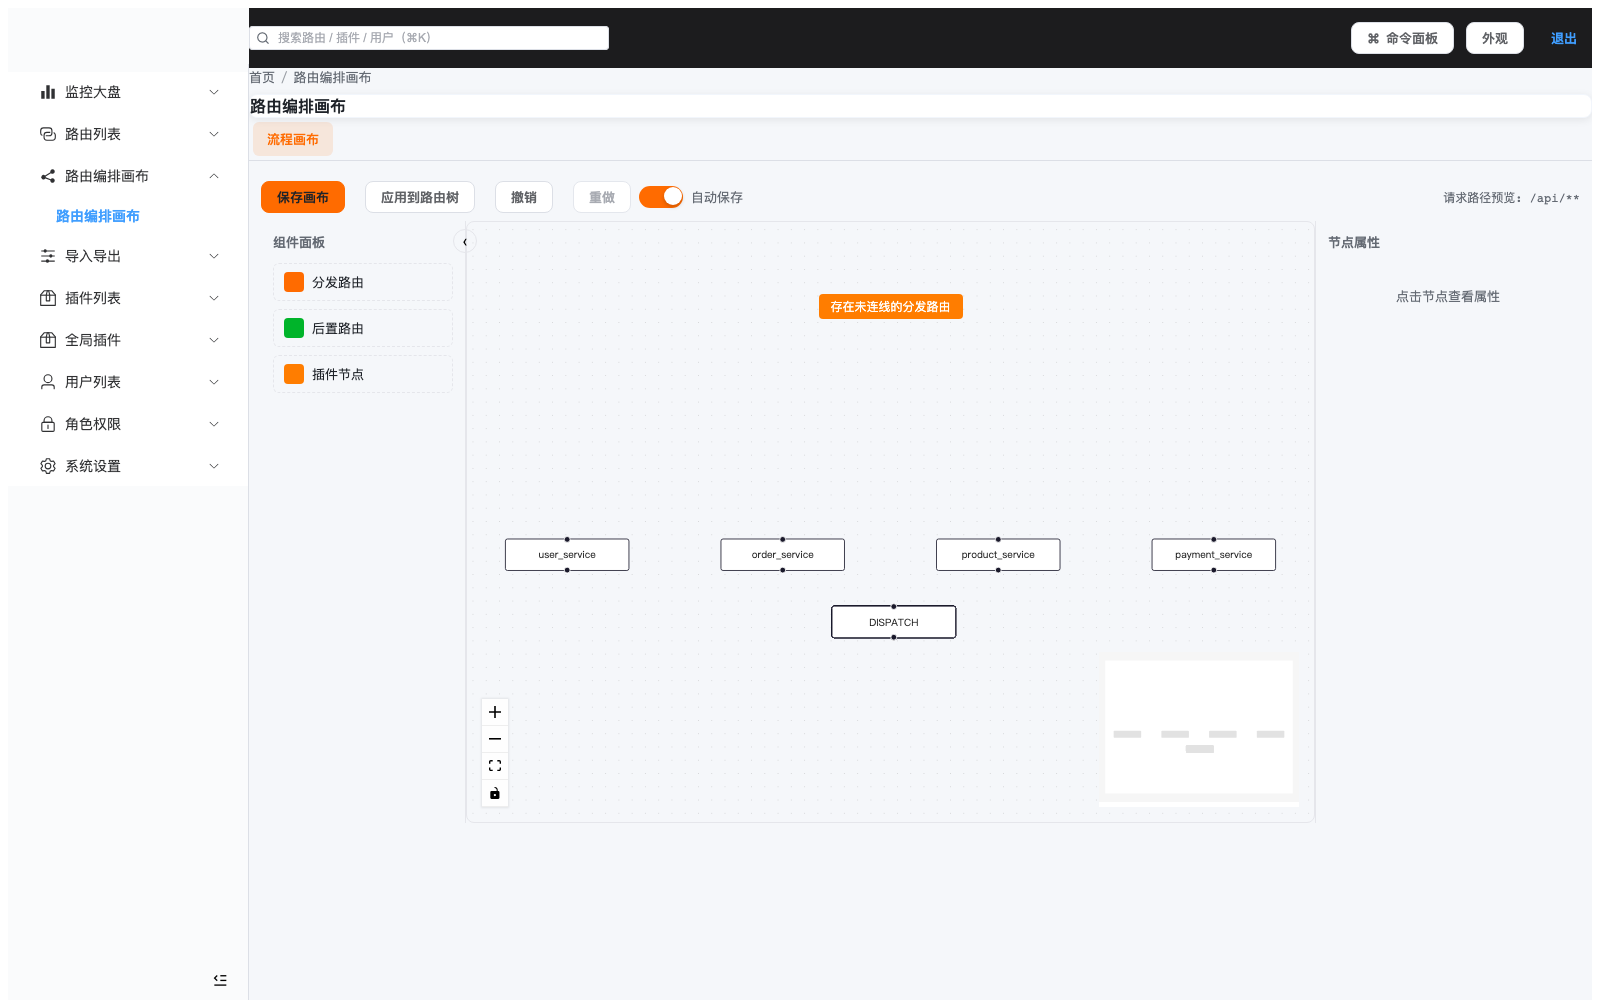 搜索路由 / 插件 / 用户（⌘K）
⌘ 命令面板
外观
退出
监控大盘
路由列表
路由编排画布
路由编排画布
导入导出
插件列表
全局插件
用户列表
角色权限
系统设置
首页 / 路由编排画布
路由编排画布
流程画布
保存画布
应用到路由树
撤销
重做
自动保存
请求路径预览: /api/**
组件面板
分发路由
后置路由
插件节点
存在未连线的分发路由
user_service
order_service
product_service
payment_service
DISPATCH
节点属性
点击节点查看属性